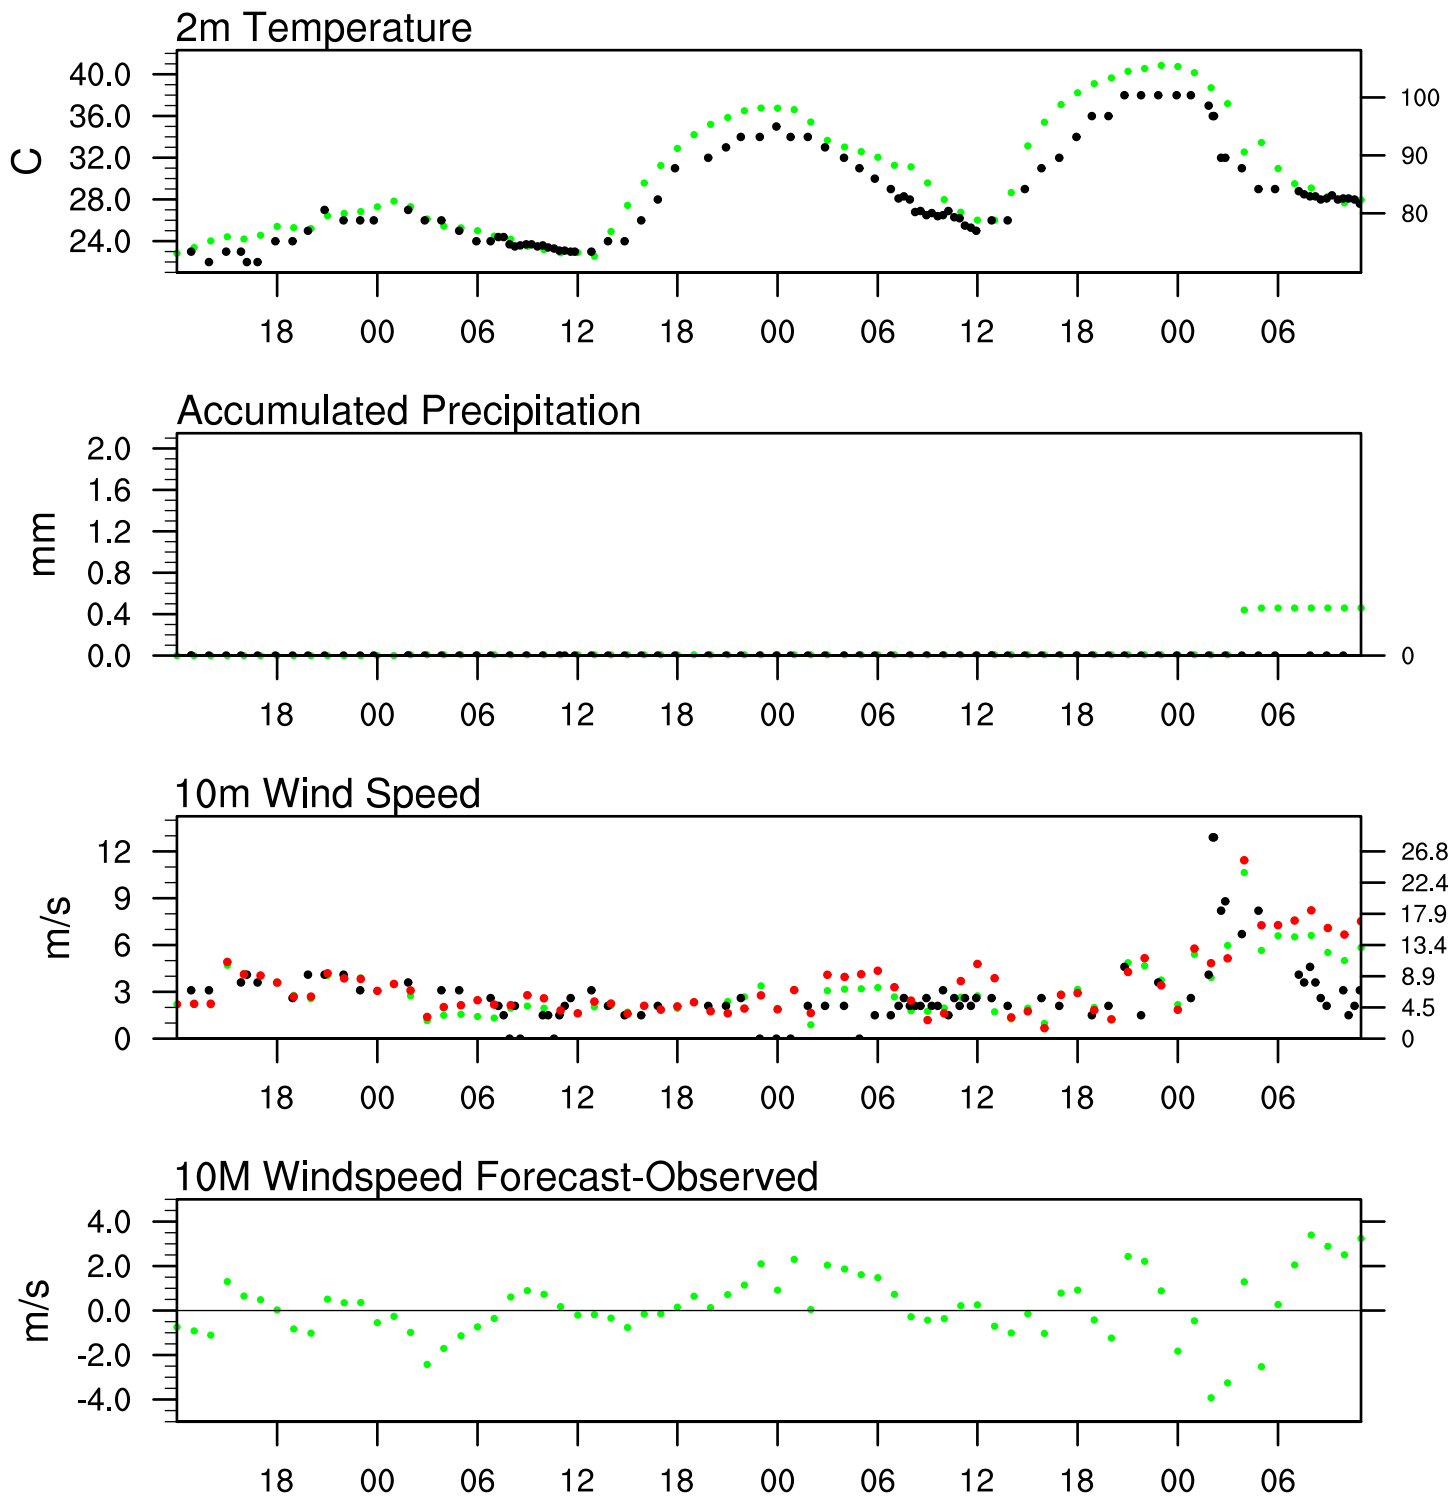 2m Temperature
40.0
36.0
32.0
28.0
24.0
C
100
90
80
18 00 06 12 18 00 06 12 18 00 06
Accumulated Precipitation
2.0
1.6
1.2
0.8
0.4
0.0
mm
0
18 00 06 12 18 00 06 12 18 00 06
10m Wind Speed
12
9
6
3
0
m/s
26.8
22.4
17.9
13.4
8.9
4.5
0
18 00 06 12 18 00 06 12 18 00 06
10M Windspeed Forecast-Observed
4.0
2.0
0.0
-2.0
-4.0
m/s
18 00 06 12 18 00 06 12 18 00 06